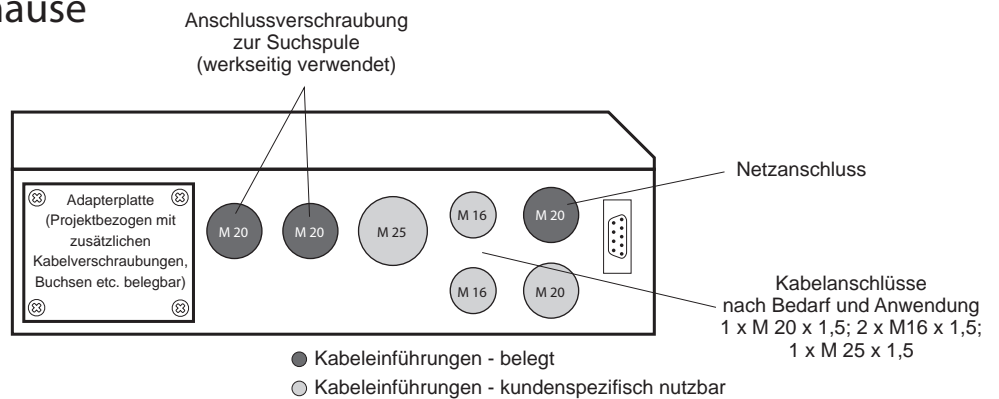 Anschlussverschraubung
zur Suchspule
(werkseitig verwendet)
Netzanschluss
Adapterplatte
(Projektbezogen mit
zusätzlichen
Kabelverschraubungen,
Buchsen etc. belegbar)
M 20
M 20
M 25
M 16
M 20
M 16
M 20
Kabelanschlüsse
nach Bedarf und Anwendung
1 x M 20 x 1,5; 2 x M16 x 1,5;
1 x M 25 x 1,5
Kabeleinführungen - belegt
Kabeleinführungen - kundenspezifisch nutzbar